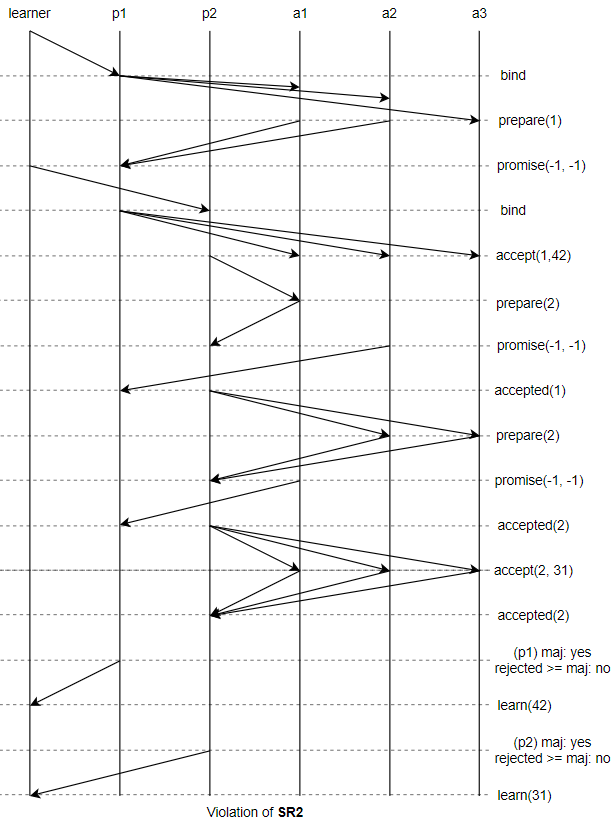 learner p1 p2 a1 a2 a3
bind
prepare(1)
promise(-1, -1)
bind
accept(1,42)
prepare(2)
promise(-1, -1)
accepted(1)
prepare(2)
promise(-1, -1)
accepted(2)
accept(2, 31)
accepted(2)
(p1) maj: yes
rejected >= maj: no
learn(42)
(p2) maj: yes
rejected >= maj: no
learn(31)
Violation of SR2